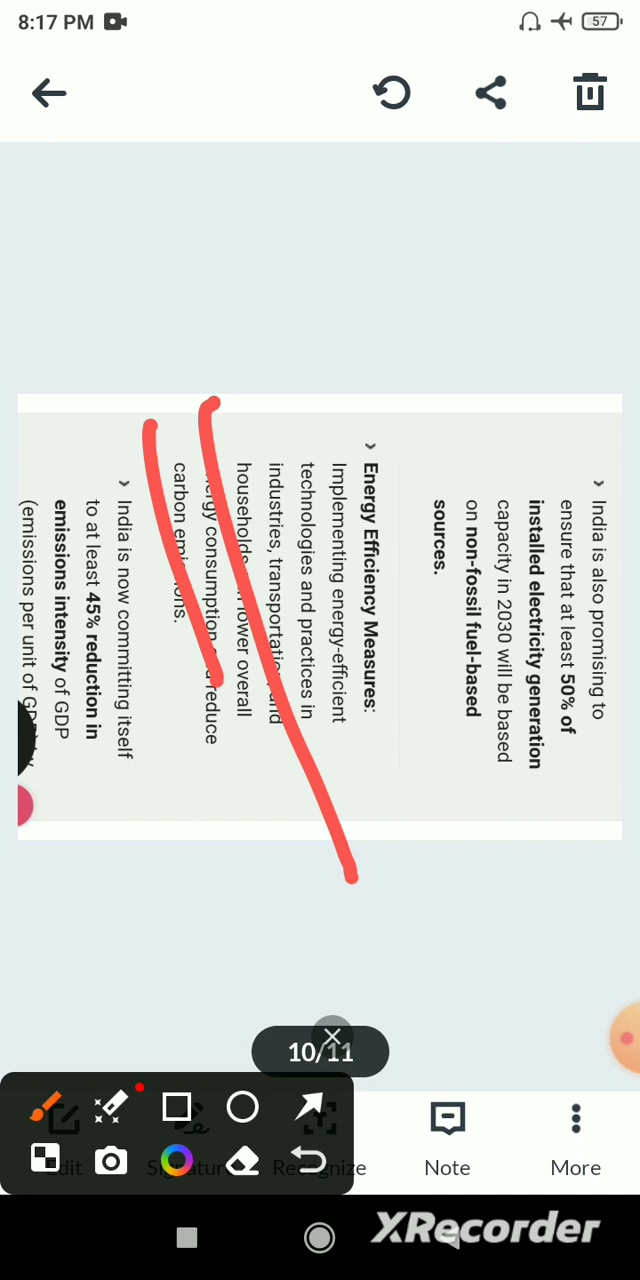 8:17 PM
57
› India is also promising to
ensure that at least 50% of
installed electricity generation
capacity in 2030 will be based
on non-fossil fuel-based
sources.
› Energy Efficiency Measures:
Implementing energy-efficient
technologies and practices in
industries, transportation, and
households lower overall
consumption reduce
carbon
› India is now committing itself
to at least 45% reduction in
emissions intensity of GDP
(emissions per unit of
10/11
Recognize
Note
More
XRecorder